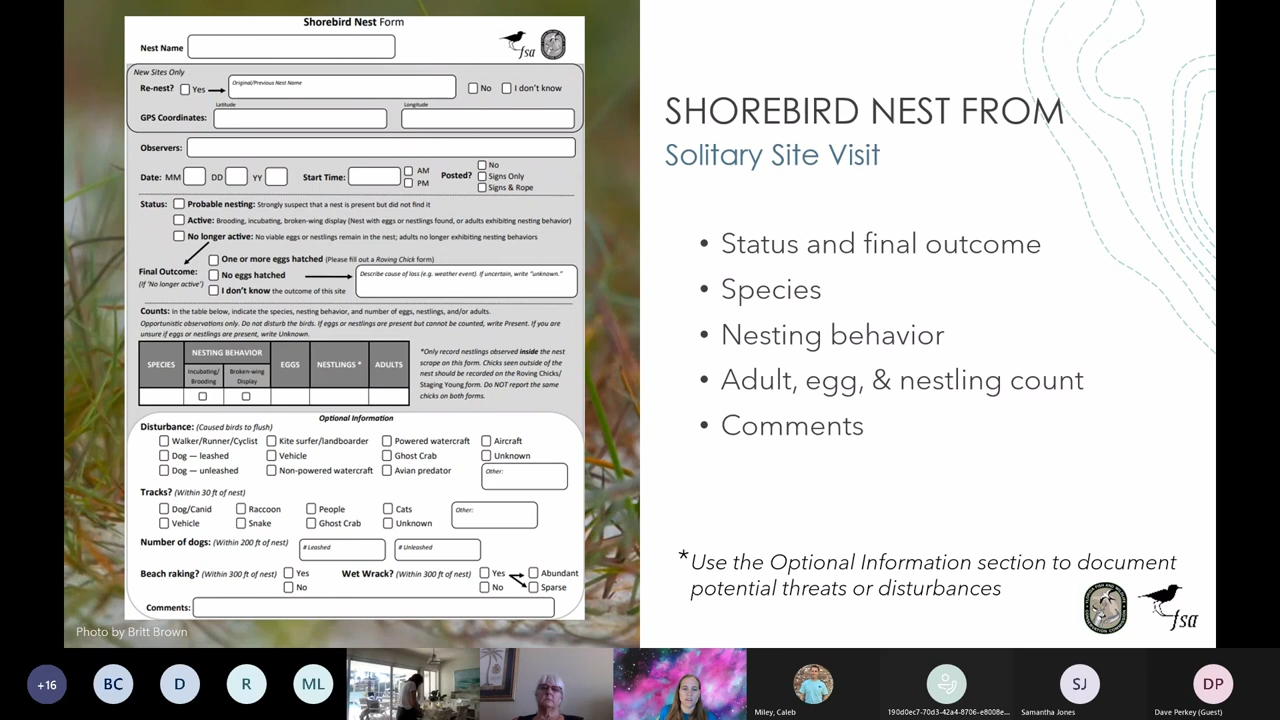 Shorebird Nest Form
Nest Name
fsa
New Sites Only
Re-nest? Yes
Original/Previous Nest Name
No I don't know
Latitude
Longitude
GPS Coordinates:
Observers:
Date: MM DD YY Start Time: AM PM Posted? No Signs Only Signs & Rope
Status: Probable nesting: Strongly suspect that a nest is present but did not find it
Active: Brooding, incubating, broken-wing display (Nest with eggs or nestlings found, or adults exhibiting nesting behavior)
No longer active: No viable eggs or nestlings remain in the nest; adults no longer exhibiting nesting behaviors
Final Outcome:
(If 'No longer active')
One or more eggs hatched (Please fill out a Roving Chick form)
No eggs hatched
Describe cause of loss (e.g. weather event). If uncertain, write "unknown."
I don't know the outcome of this site
Counts: In the table below, indicate the species, nesting behavior, and number of eggs, nestlings, and/or adults.
Opportunistic observations only. Do not disturb the birds. If eggs or nestlings are present but cannot be counted, write Present. If you are
unsure if eggs or nestlings are present, write Unknown.
SPECIES NESTING BEHAVIOR EGGS NESTLINGS * ADULTS
Incubating/
Brooding
Broken-wing
Display
*Only record nestlings observed inside the nest
scrape on this form. Chicks seen outside of the
nest should be recorded on the Roving Chicks/
Staging Young form. Do NOT report the same
chicks on both forms.
Optional Information
Disturbance: (Caused birds to flush)
Walker/Runner/Cyclist Kite surfer/landboarder Powered watercraft Aircraft
Dog — leashed Vehicle Ghost Crab Unknown
Dog — unleashed Non-powered watercraft Avian predator Other:
Tracks? (Within 30 ft of nest)
Dog/Canid Raccoon People Cats Other:
Vehicle Snake Ghost Crab Unknown
Number of dogs: (Within 200 ft of nest) # Leashed # Unleashed
Beach raking? (Within 300 ft of nest) Yes Wet Wrack? (Within 300 ft of nest) Yes Abundant
No No Sparse
Comments:
Photo by Britt Brown
SHOREBIRD NEST FROM
Solitary Site Visit
• Status and final outcome
• Species
• Nesting behavior
• Adult, egg, & nestling count
• Comments
*Use the Optional Information section to document
potential threats or disturbances
fsa
+16 BC D R ML
Miley, Caleb
190d0ec7-70d3-42a4-8706-e8008e...
SJ
Samantha Jones
DP
Dave Perkey (Guest)